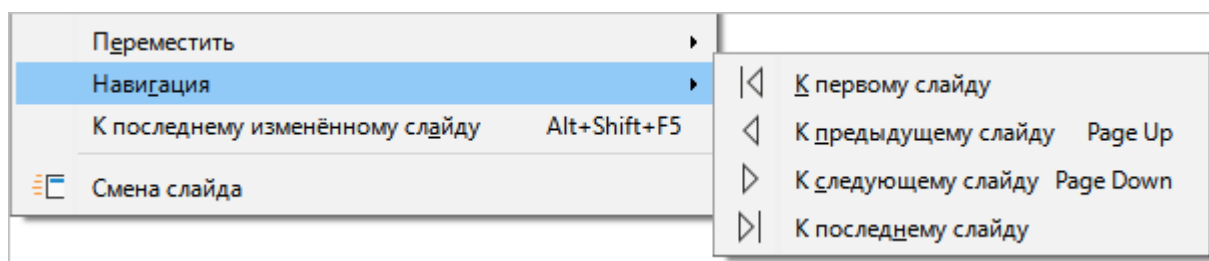 Переместить
Навигация
К последнему изменённому слайду Alt+Shift+F5
Смена слайда
К первому слайду
К предыдущему слайду Page Up
К следующему слайду Page Down
К последнему слайду